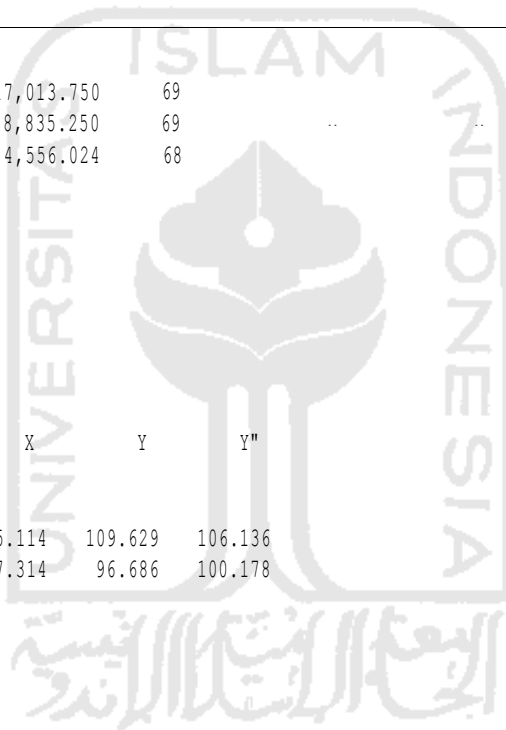 ISLAM
UNIVERSITAS
INDONESIA
7,013.750 69
8,835.250 69 -- --
4,556.024 68
X Y Y"
5.114 109.629 106.136
7.314 96.686 100.178